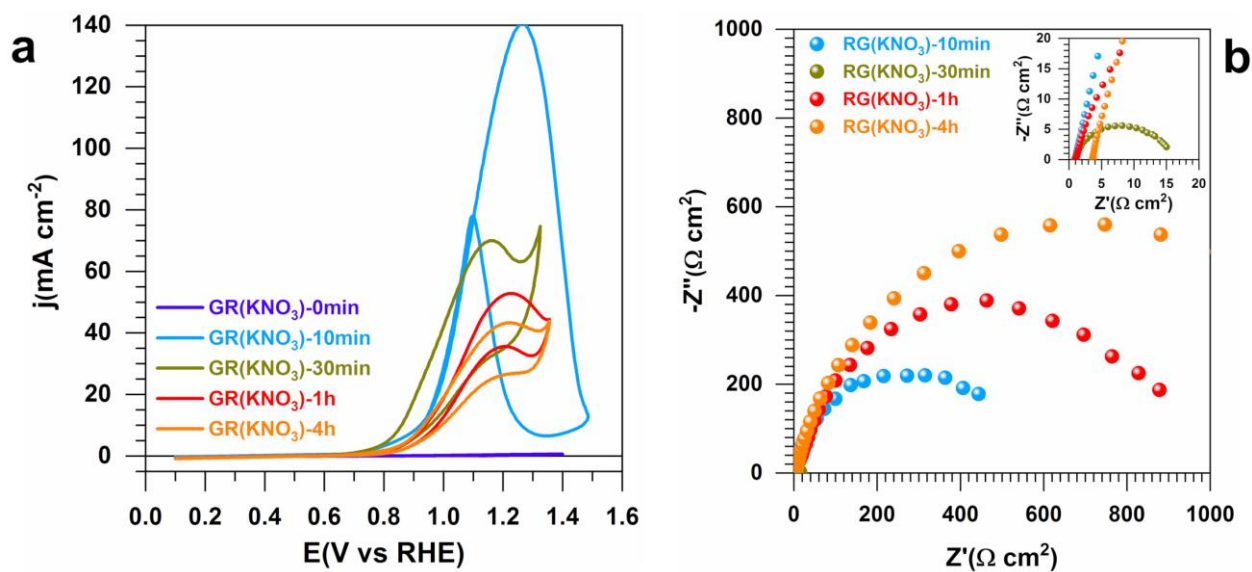 a
140
120
100
80
60
40
20
0
j(mA cm⁻²)
GR(KNO₃)-0min
GR(KNO₃)-10min
GR(KNO₃)-30min
GR(KNO₃)-1h
GR(KNO₃)-4h
0.0 0.2 0.4 0.6 0.8 1.0 1.2 1.4 1.6
E(V vs RHE)
b
1000
800
600
400
200
0
-Z''(Ω cm²)
RG(KNO₃)-10min
RG(KNO₃)-30min
RG(KNO₃)-1h
RG(KNO₃)-4h
20
15
10
5
0
-Z''(Ω cm²)
0 5 10 15 20
Z'(Ω cm²)
0 200 400 600 800 1000
Z'(Ω cm²)